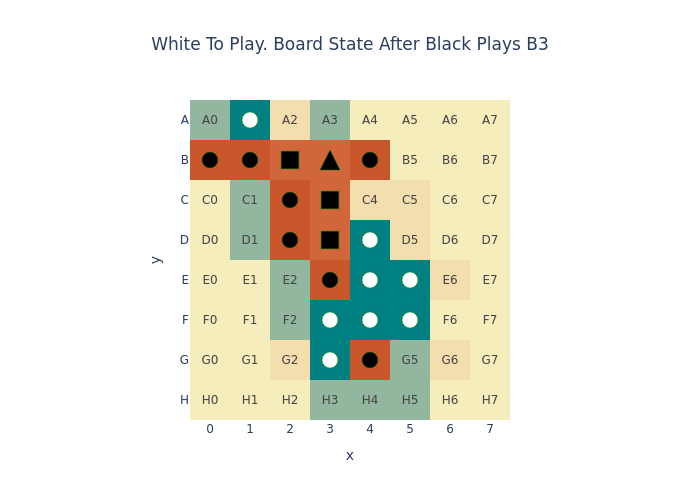 White To Play. Board State After Black Plays B3
A A0 A2 A3 A4 A5 A6 A7
B B5 B6 B7
C C0 C1 C4 C5 C6 C7
D D0 D1 D5 D6 D7
y
E E0 E1 E2 E6 E7
F F0 F1 F2 F6 F7
G G0 G1 G2 G5 G6 G7
H H0 H1 H2 H3 H4 H5 H6 H7
0 1 2 3 4 5 6 7
x